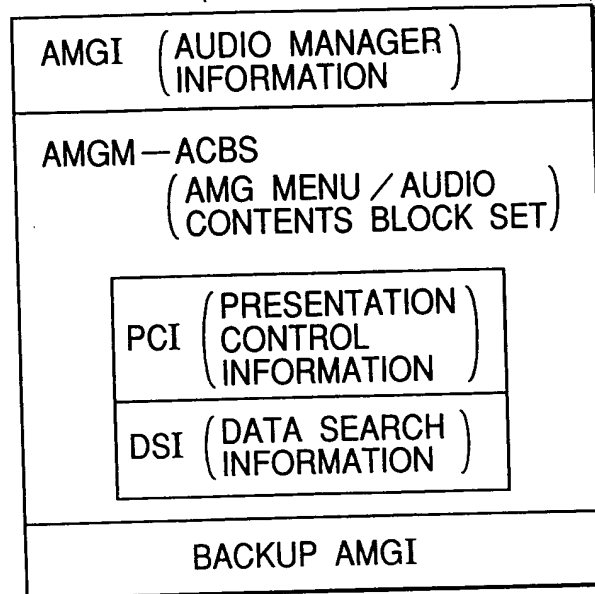 AMGI (AUDIO MANAGER
INFORMATION)
AMGM—ACBS
(AMG MENU/AUDIO
CONTENTS BLOCK SET)
PCI (PRESENTATION
CONTROL
INFORMATION)
DSI (DATA SEARCH
INFORMATION)
BACKUP AMGI